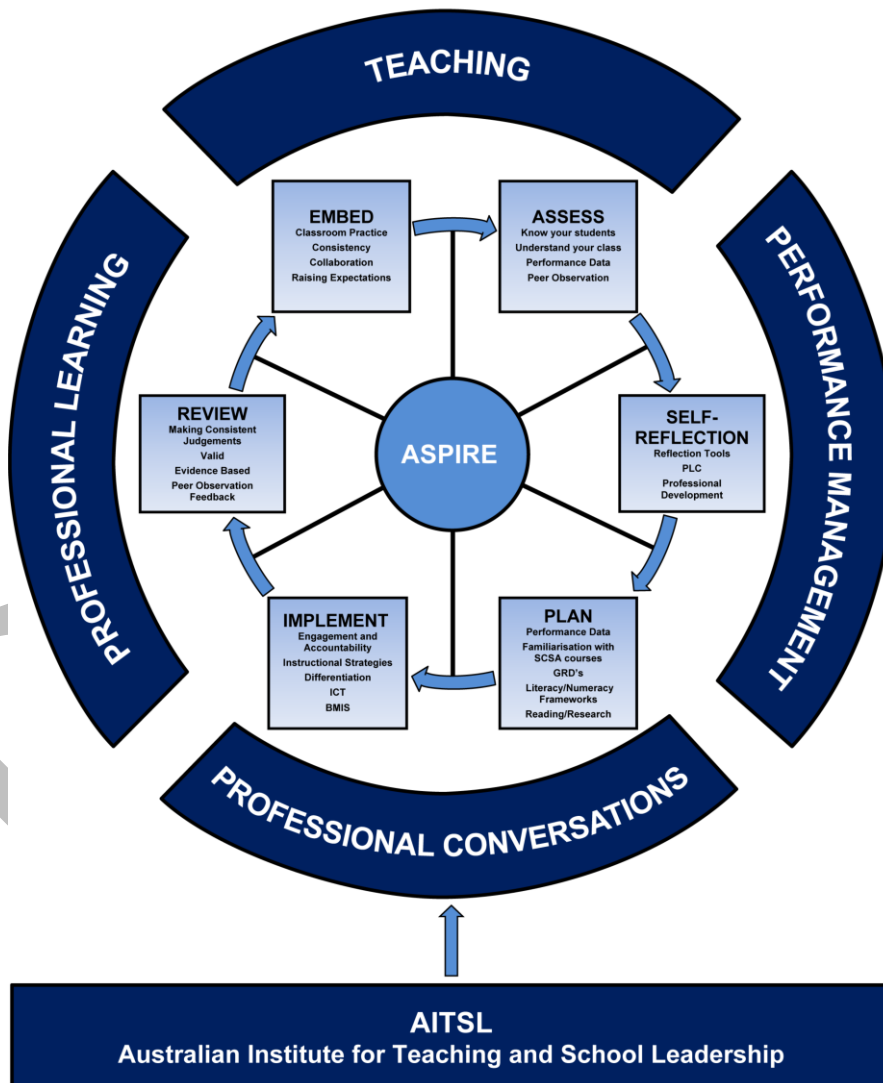 TEACHING
PROFESSIONAL LEARNING
PERFORMANCE MANAGEMENT
EMBED
Classroom Practice
Consistency
Collaboration
Raising Expectations
ASSESS
Know your students
Understand your class
Performance Data
Peer Observation
REVIEW
Making Consistent
Judgements
Valid
Evidence Based
Peer Observation
Feedback
ASPIRE
SELF-
REFLECTION
Reflection Tools
PLC
Professional
Development
IMPLEMENT
Engagement and
Accountability
Instructional Strategies
Differentiation
ICT
BMIS
PLAN
Performance Data
Familiarisation with
SCSA courses
GRD's
Literacy/Numeracy
Frameworks
Reading/Research
PROFESSIONAL CONVERSATIONS
AITSL
Australian Institute for Teaching and School Leadership